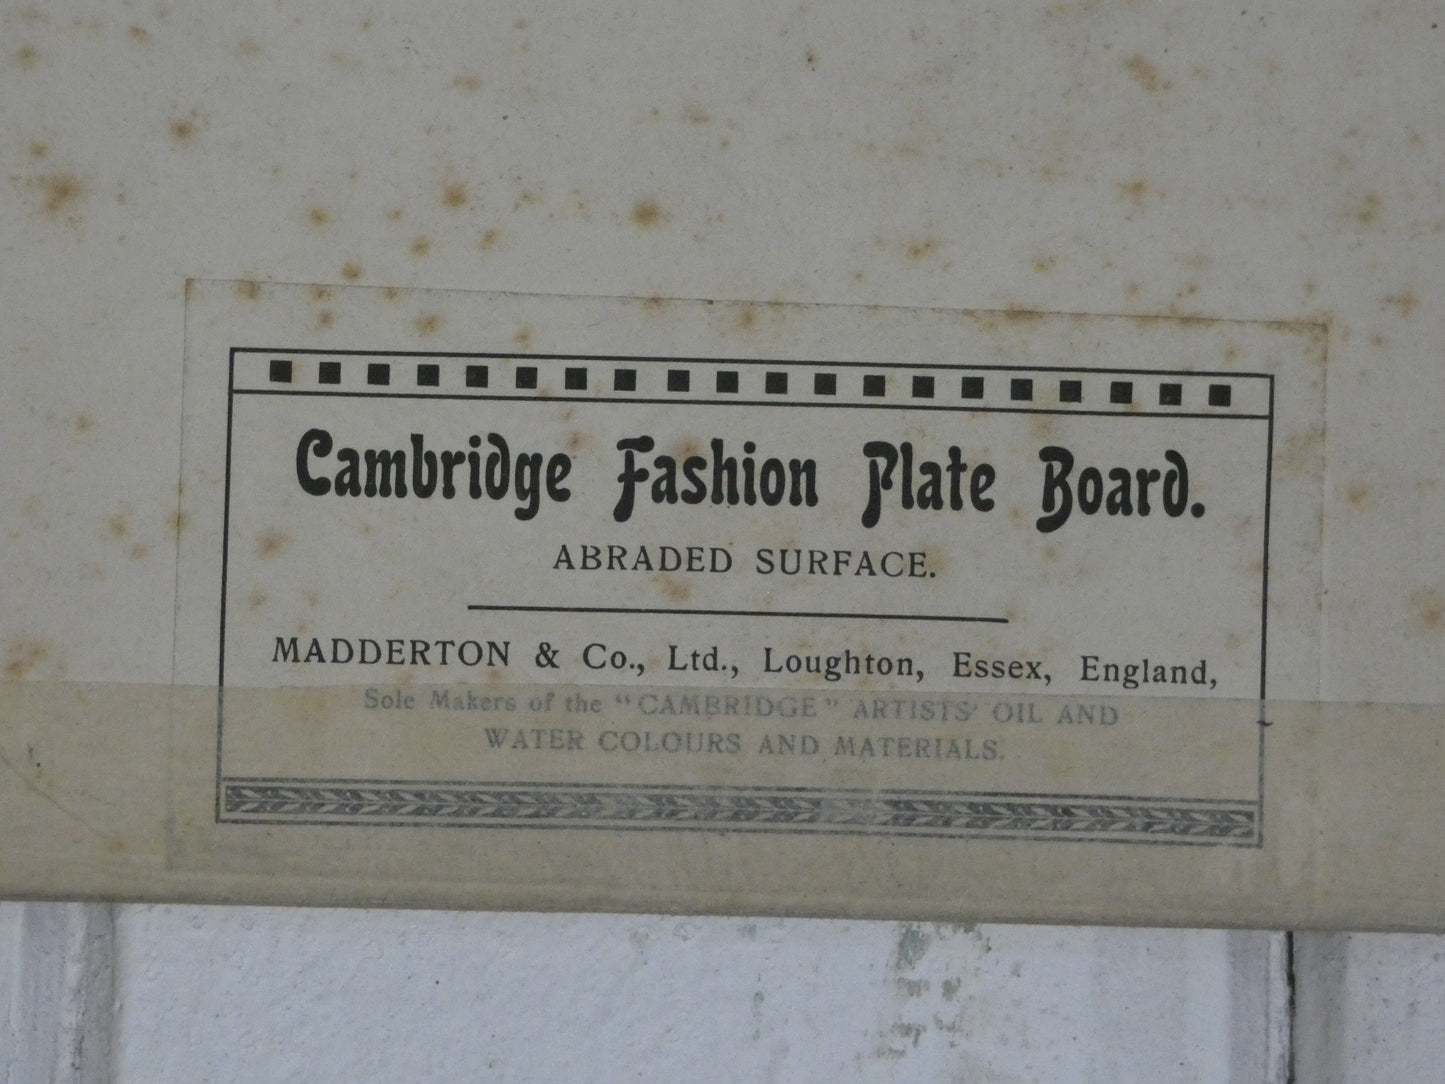 Cambridge Fashion Plate Board.
ABRADED SURFACE.
MADDERTON & Co., Ltd., Loughton, Essex, England,
Sole Makers of the "CAMBRIDGE" ARTISTS' OIL AND
WATER COLOURS AND MATERIALS.